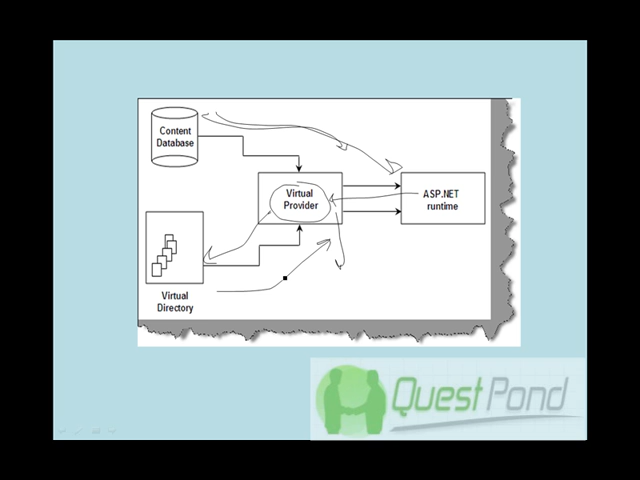 Content
Database
Virtual
Provider
ASP.NET
runtime
Virtual
Directory
QuestPond